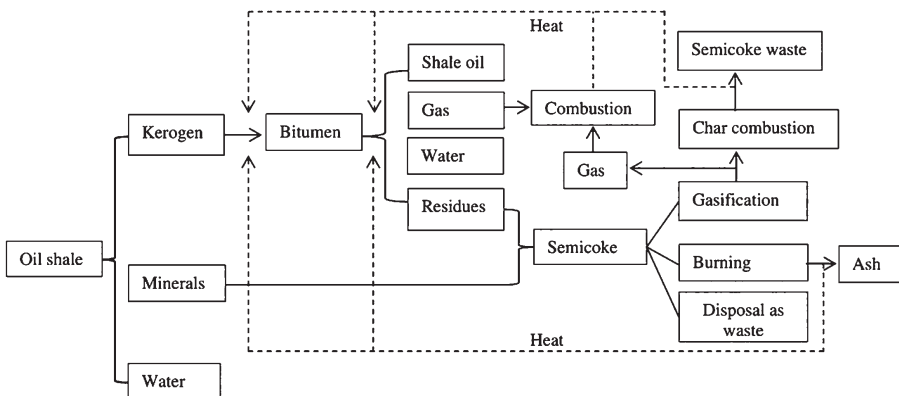 Heat
Semicoke waste
Shale oil
Gas
Combustion
Kerogen
Bitumen
Char combustion
Water
Gas
Residues
Gasification
Oil shale
Semicoke
Burning
Ash
Minerals
Disposal as
waste
Heat
Water